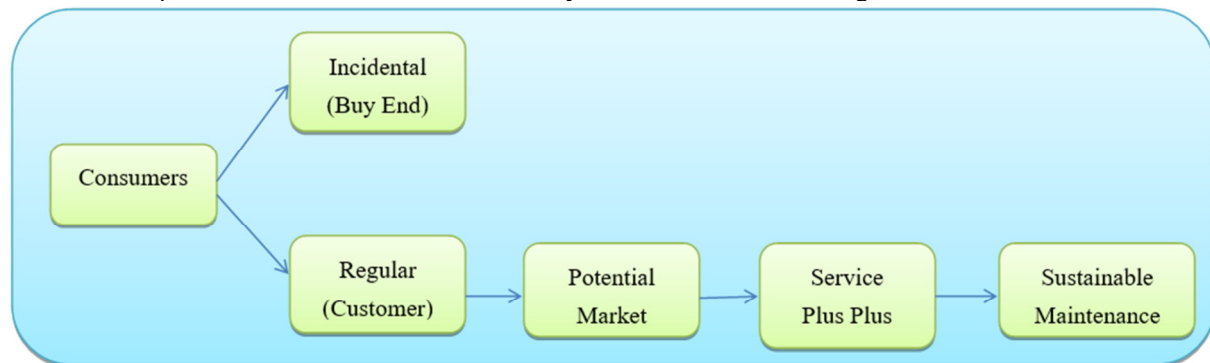 Incidental
(Buy End)
Consumers
Regular
(Customer)
Potential
Market
Service
Plus Plus
Sustainable
Maintenance